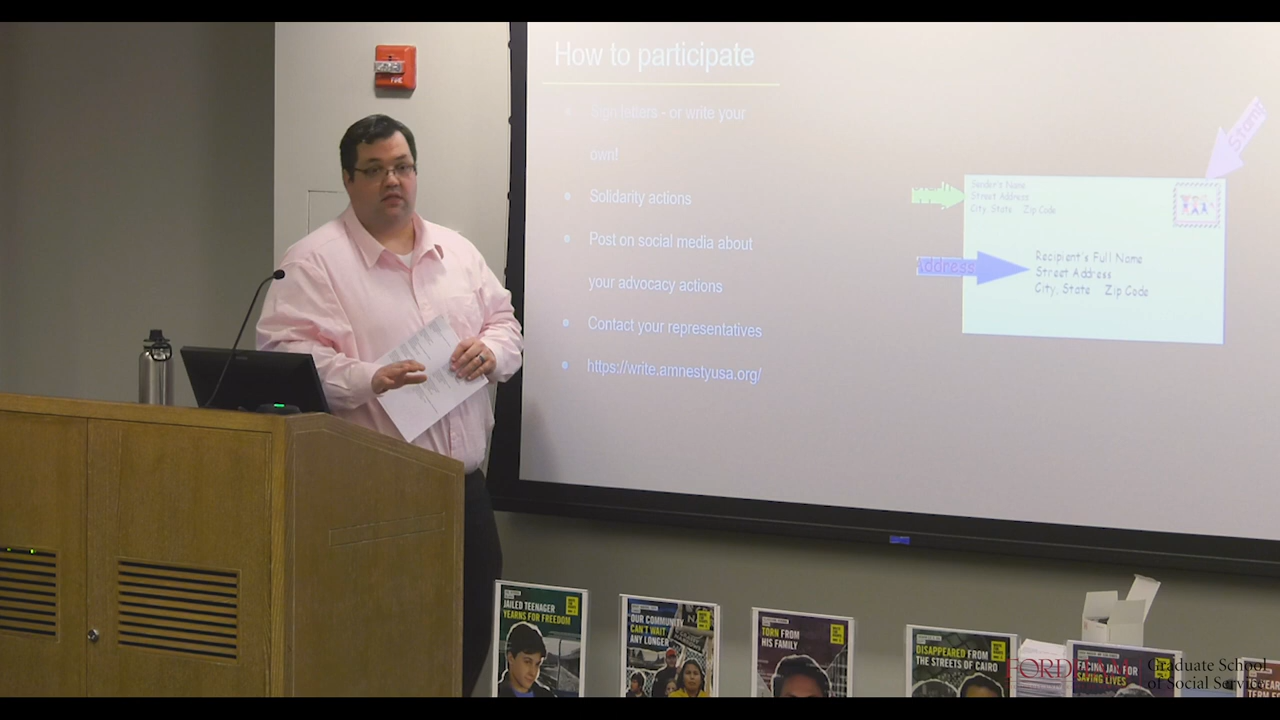 How to participate
Sign letters - or write your
own!
Solidarity actions
Post on social media about
your advocacy actions
Contact your representatives
https://write.amnestyusa.org/
Stamp
Sender's Name
Street Address
City, State Zip Code
Address
Recipient's Full Name
Street Address
City, State Zip Code
FIRE
JAILED TEENAGER
YEARNS FOR FREEDOM
OUR COMMUNITY
CAN'T WAIT
ANY LONGER
TORN FROM
HIS FAMILY
DISAPPEARED FROM
THE STREETS OF CAIRO
FACING JAIL FOR
SAVING LIVES
FORDHAM
Graduate School
of Social Service